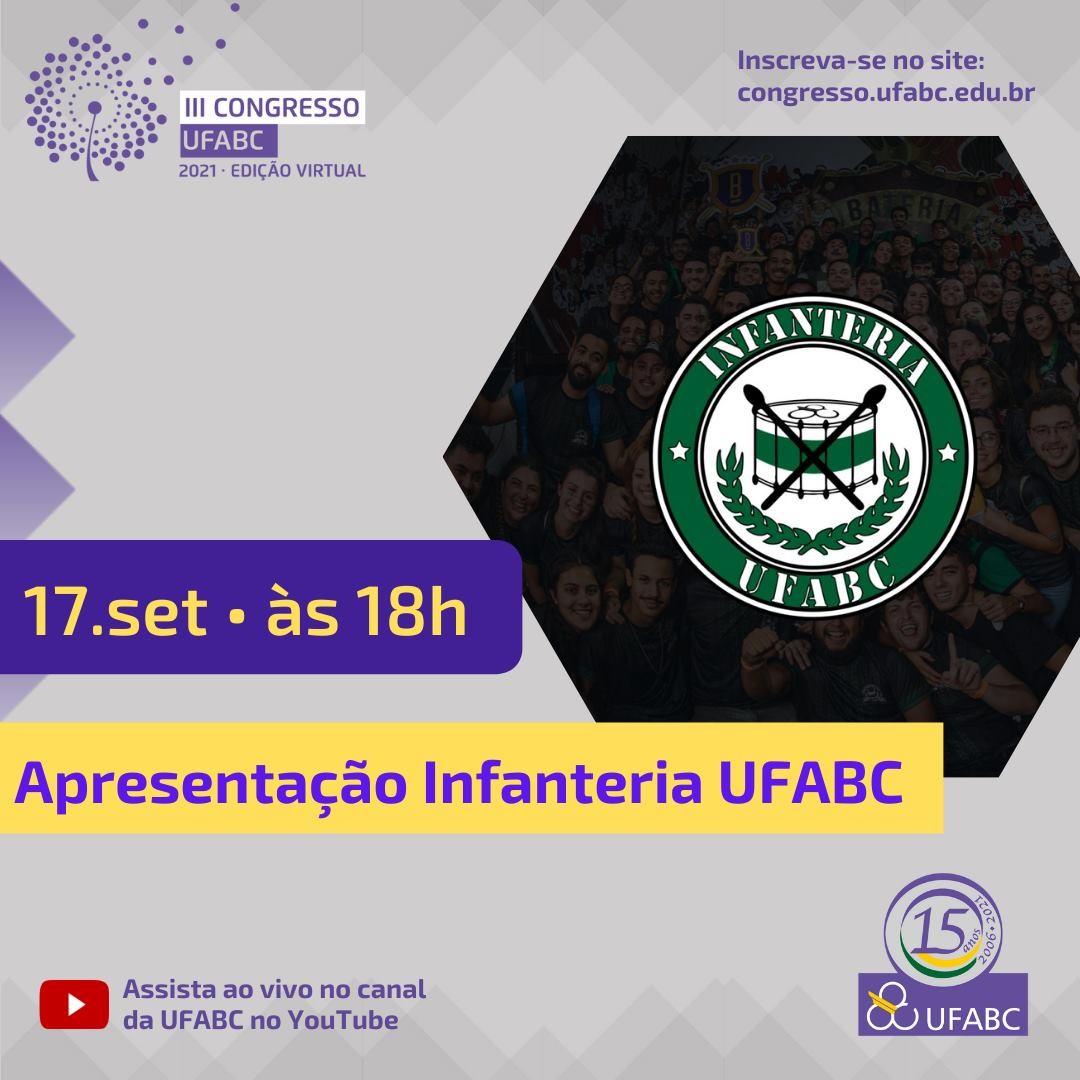 III CONGRESSO
UFABC
2021 · EDIÇÃO VIRTUAL
Inscreva-se no site:
congresso.ufabc.edu.br
B
BATERIA
INFANTERIA
UFABC
17.set • às 18h
Apresentação Infanteria UFABC
15
anos
2006•2021
UFABC
Assista ao vivo no canal
da UFABC no YouTube